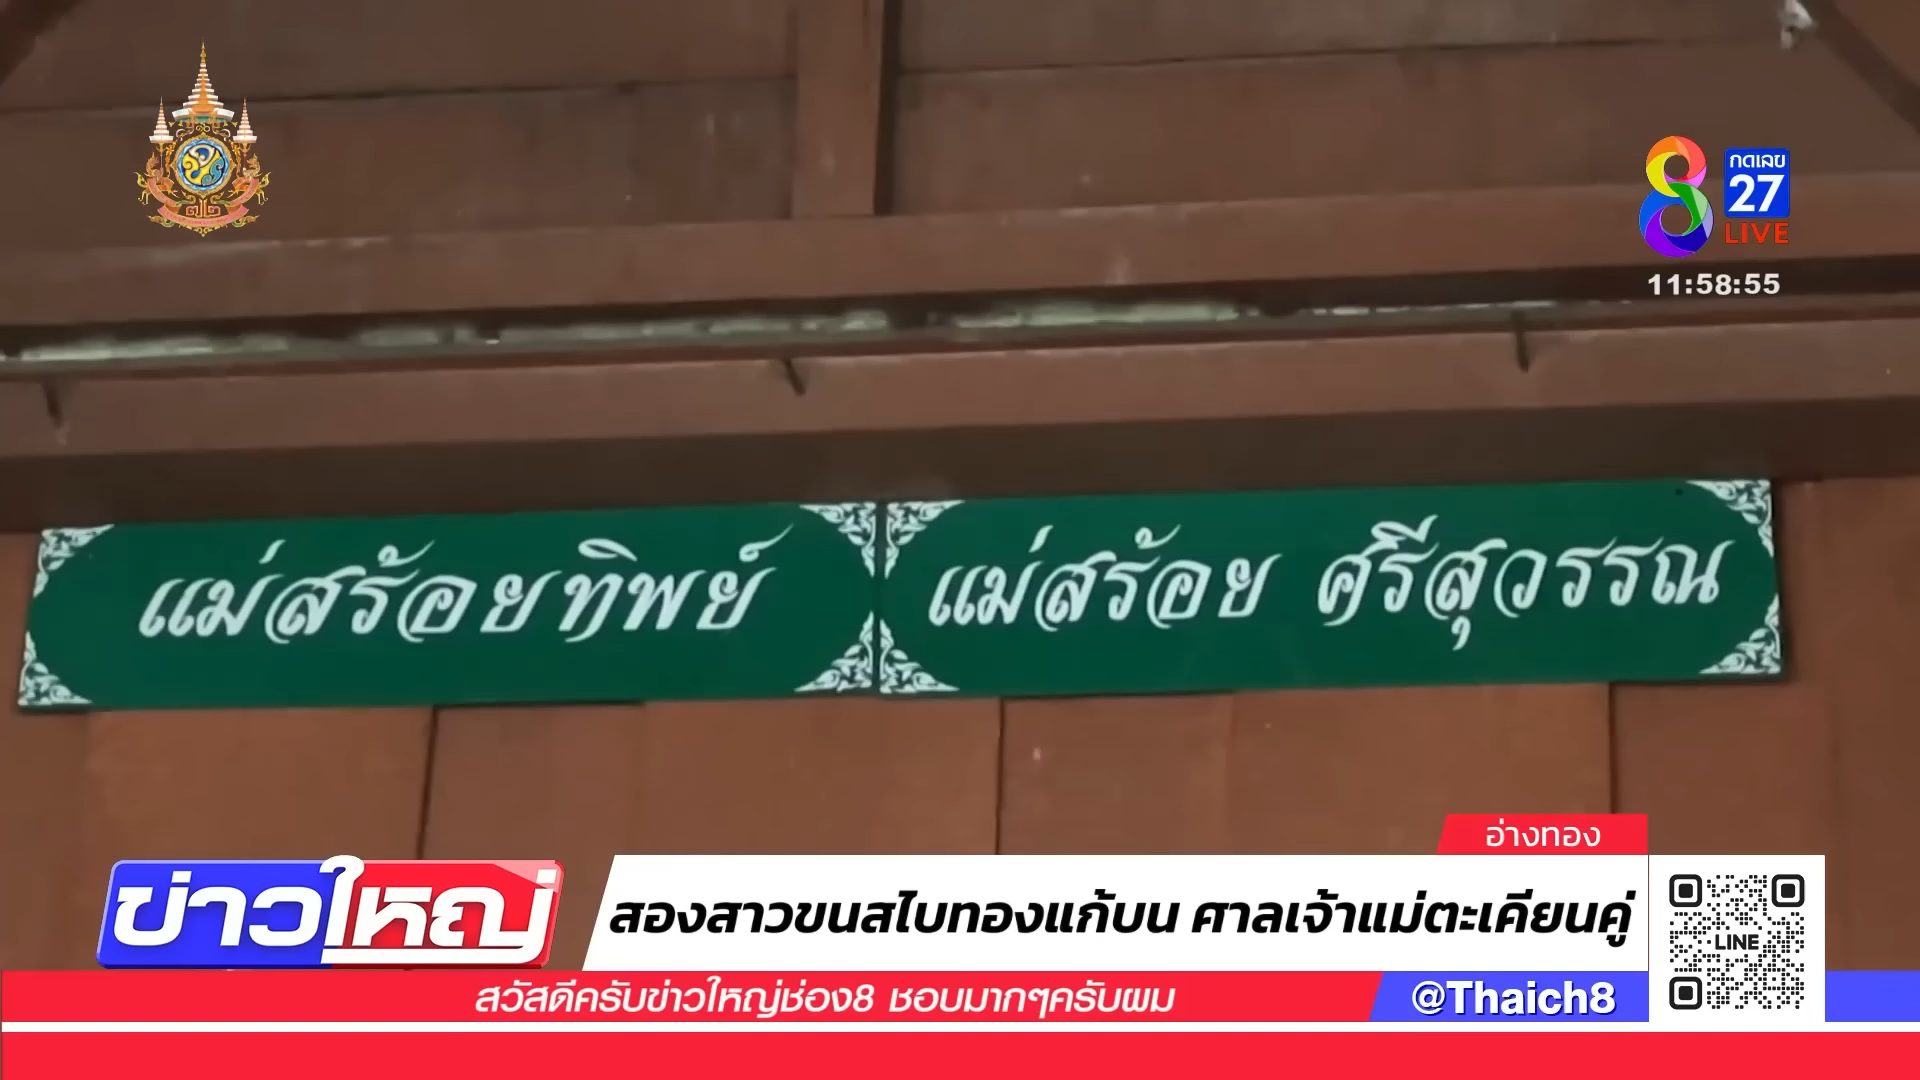 กดเลข
27
LIVE
11:58:55
แม่สร้อยทิพย์
แม่สร้อย ศรีสุวรรณ
อ่างทอง
ข่าวใหญ่
สองสาวขนสไบทองแก้บน ศาลเจ้าแม่ตะเคียนคู่
LINE
สวัสดีครับข่าวใหญ่ช่อง8 ชอบมากๆครับผม
@Thaich8